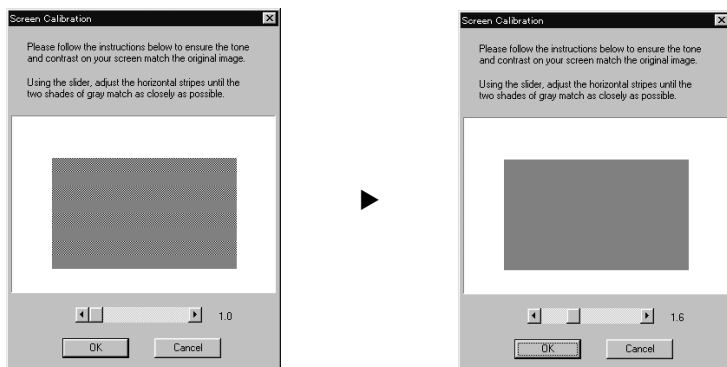 Screen Calibration
Please follow the instructions below to ensure the tone
and contrast on your screen match the original image.
Using the slider, adjust the horizontal stripes until the
two shades of gray match as closely as possible.
1.0
OK Cancel
Screen Calibration
Please follow the instructions below to ensure the tone
and contrast on your screen match the original image.
Using the slider, adjust the horizontal stripes until the
two shades of gray match as closely as possible.
1.6
OK Cancel